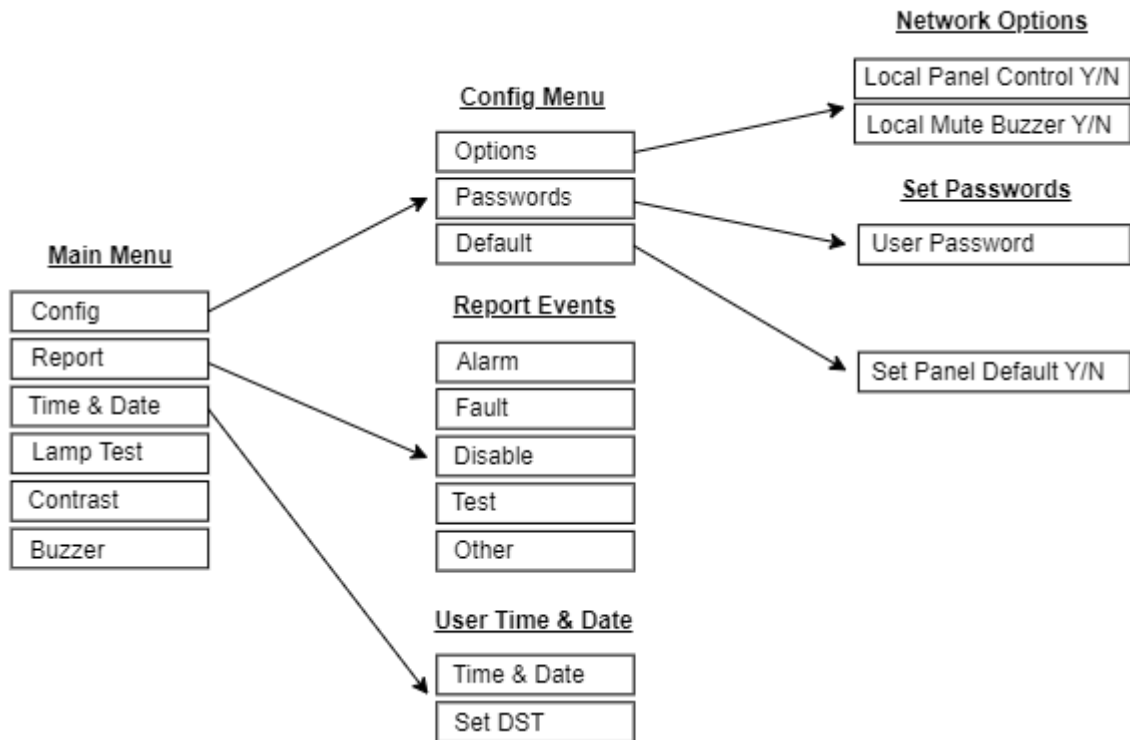 Main Menu
Config
Report
Time & Date
Lamp Test
Contrast
Buzzer
Config Menu
Options
Passwords
Default
Report Events
Alarm
Fault
Disable
Test
Other
User Time & Date
Time & Date
Set DST
Network Options
Local Panel Control Y/N
Local Mute Buzzer Y/N
Set Passwords
User Password
Set Panel Default Y/N